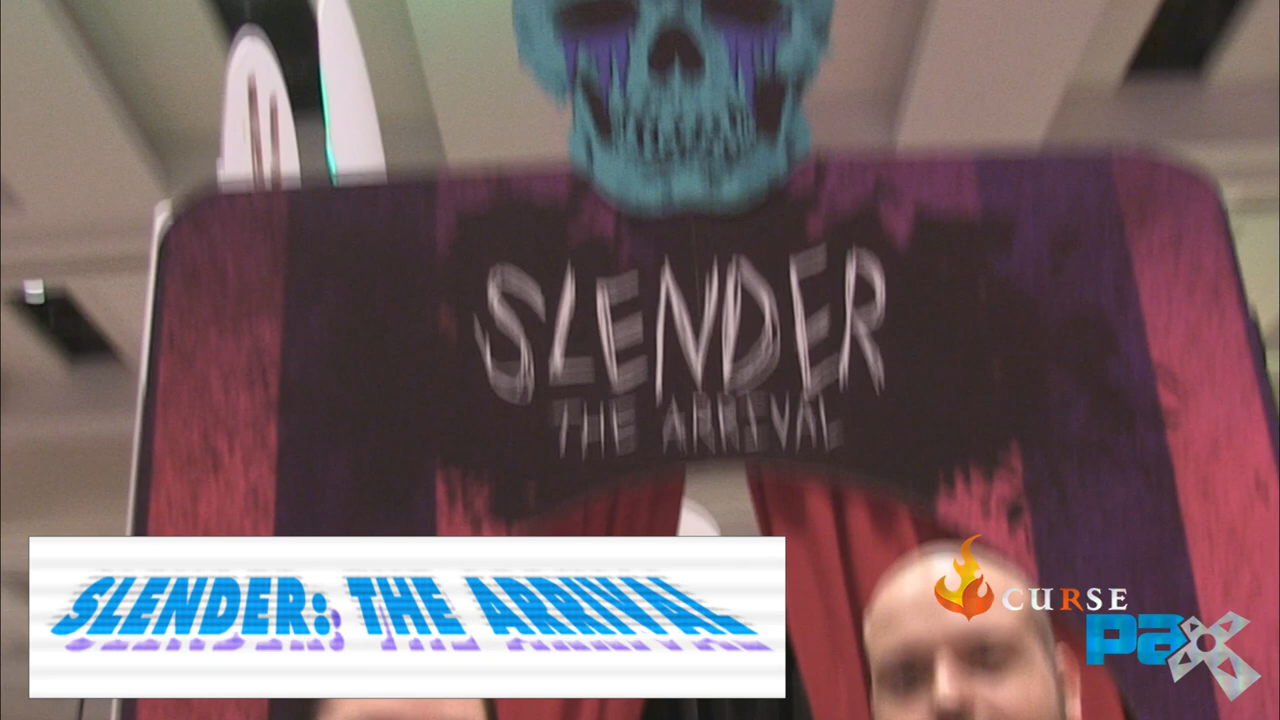 SLENDER
THE ARRIVAL
SLENDER: THE ARRIVAL
CURSE
Pax